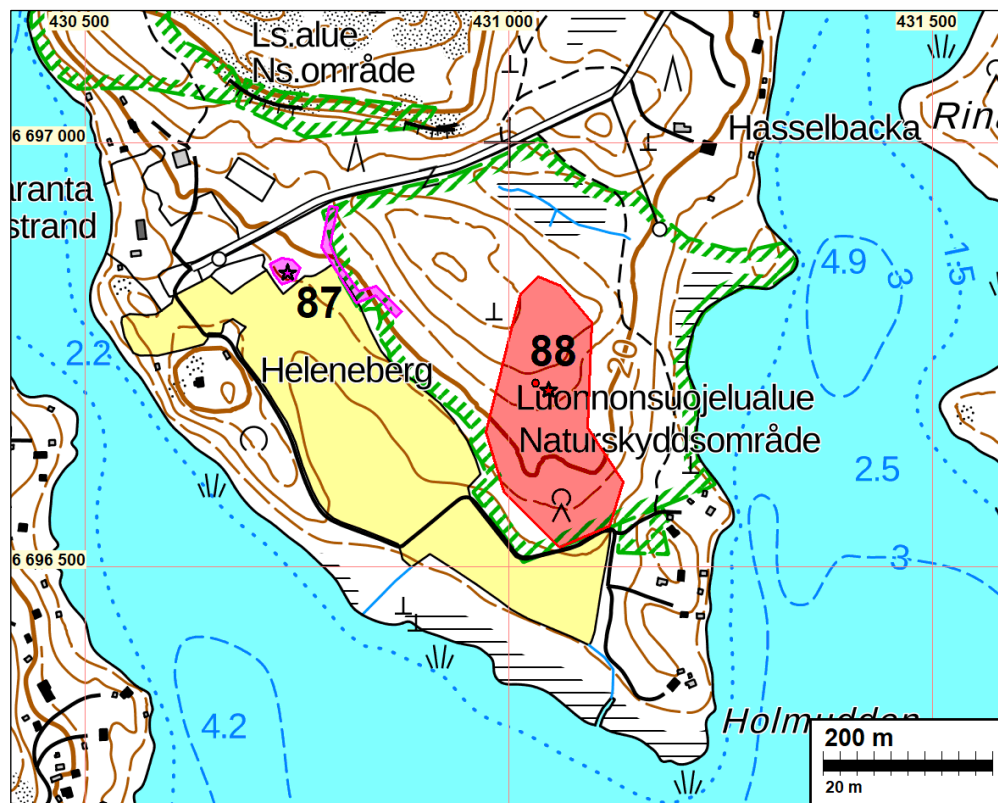 430 500
431 000
431 500
Ls.alue
Ns.område
6 697 000
Hasselbacka
aranta
strand
4.9
3
1.5
87
88
2.2
20
Heleneberg
Luonnonsuojelualue
Naturskyddsområde
2.5
6 696 500
3
4.2
200 m
20 m